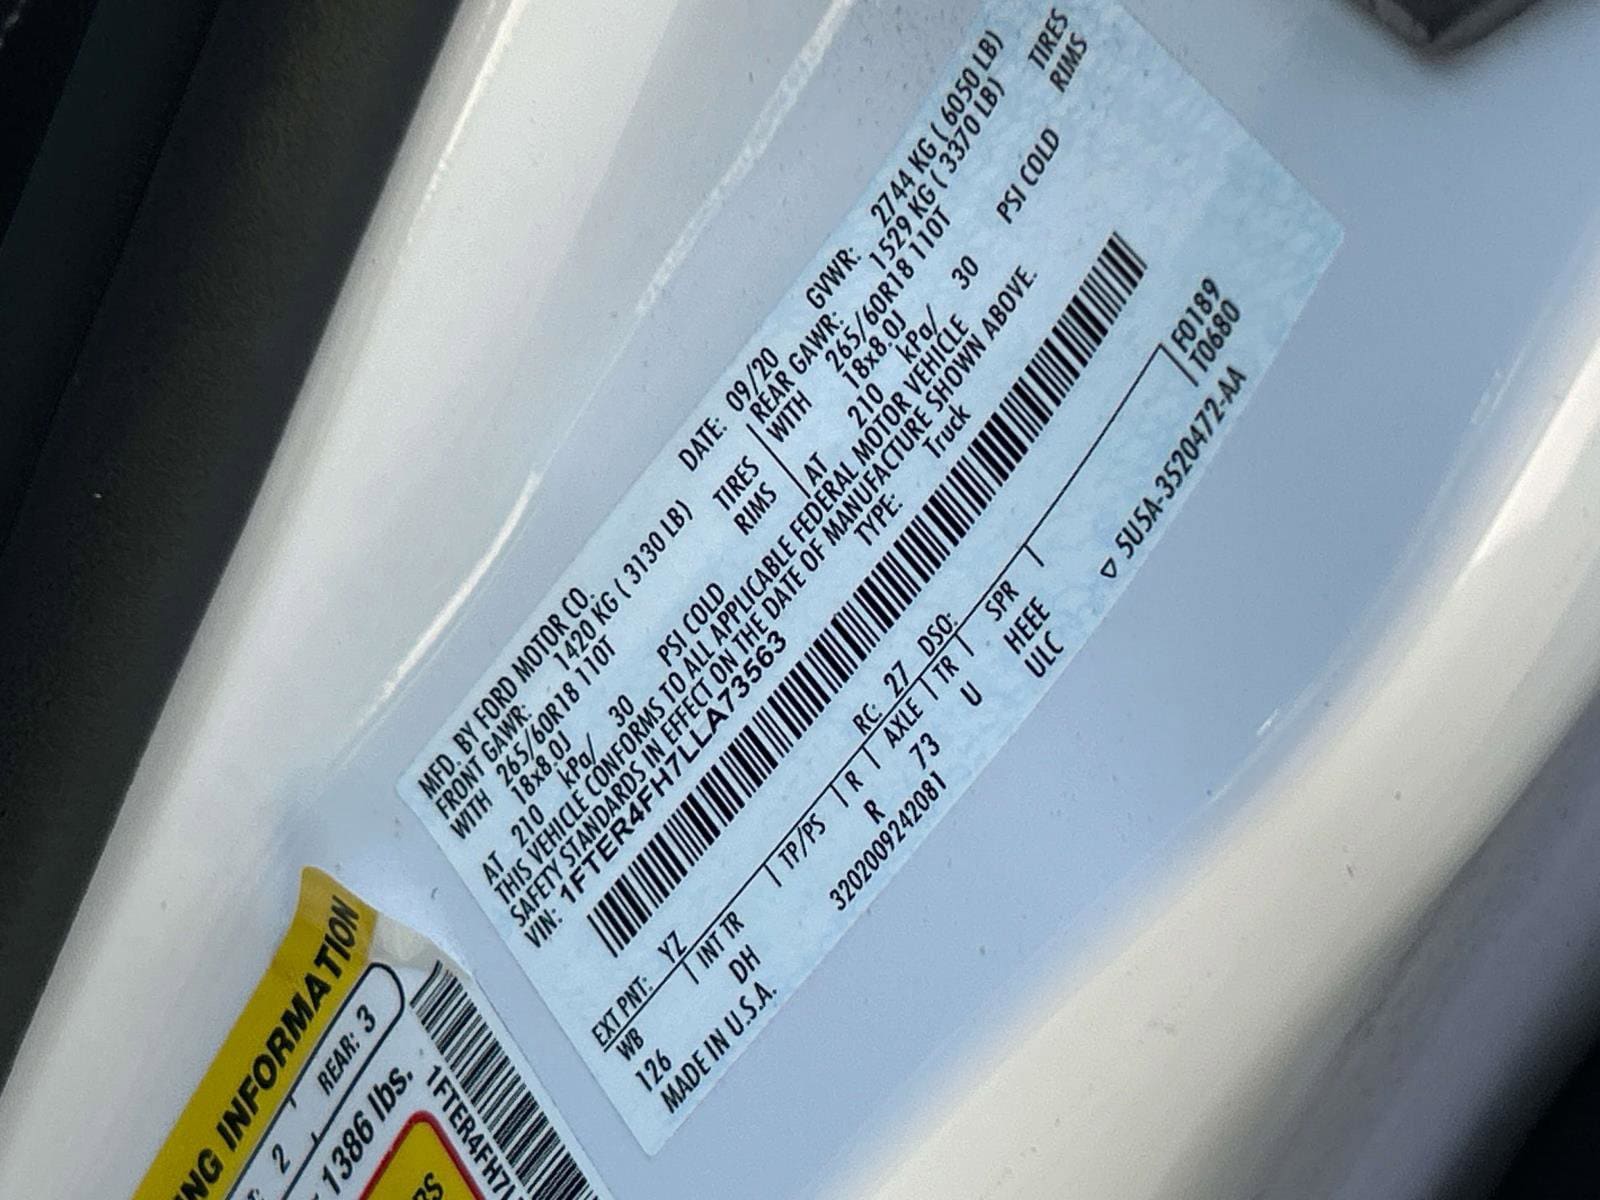 MFD. BY FORD MOTOR CO. DATE: 09/20 GVWR: 2744 KG ( 6050 LB)
FRONT GAWR: 1420 KG ( 3130 LB) REAR GAWR: 1529 KG ( 3370 LB)
WITH 265/60R18 110T TIRES WITH 265/60R18 110T TIRES
18x8.0J RIMS 18x8.0J RIMS
AT 210 kPa/ 30 PSI COLD AT 210 kPa/ 30 PSI COLD
THIS VEHICLE CONFORMS TO ALL APPLICABLE FEDERAL MOTOR VEHICLE
SAFETY STANDARDS IN EFFECT ON THE DATE OF MANUFACTURE SHOWN ABOVE.
VIN: 1FTER4FH7LLA73563 TYPE: Truck
EXT PNT: YZ RC: 27 DSO: F0189
WB INT TR TP/PS R AXLE TR SPR T0680
126 DH R 73 U HEEE
MADE IN U.S.A. 3202009242081 ULC
▽ 5U5A-3520472-AA
ING INFORMATION
2 REAR: 3
1386 lbs.
1FTER4FH7L
RS